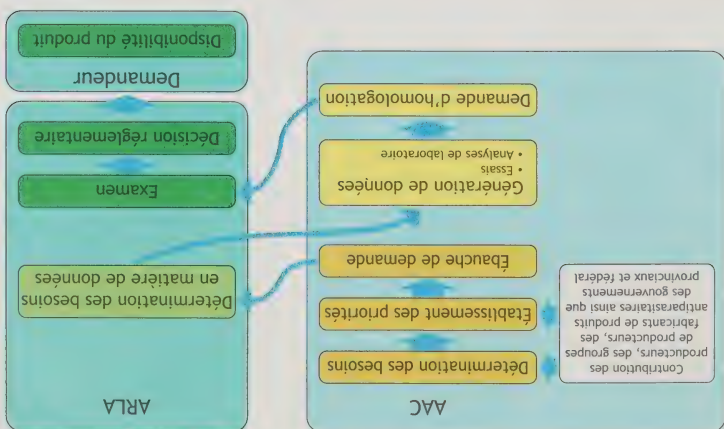 AAC
Contribution des
producteurs, des groupes
de producteurs, des
fabricants de produits
antiparasitaires ainsi que
des gouvernements
provinciaux et fédéral
Détermination des besoins
Établissement des priorités
Ébauche de demande
Génération de données
• Essais
• Analyses de laboratoire
Demande d'homologation
ARLA
Détermination des besoins
en matière de données
Examen
Décision réglementaire
Demandeur
Disponibilité du produit